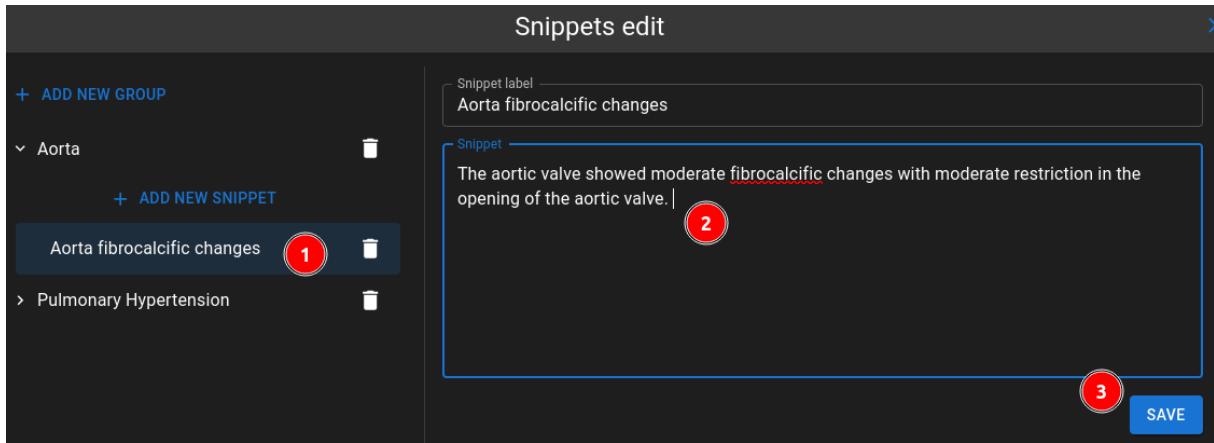 Snippets edit
+ ADD NEW GROUP
Aorta
+ ADD NEW SNIPPET
Aorta fibrocalcific changes
1
Pulmonary Hypertension
Snippet label
Aorta fibrocalcific changes
Snippet
The aortic valve showed moderate fibrocalcific changes with moderate restriction in the
opening of the aortic valve.
2
3
SAVE